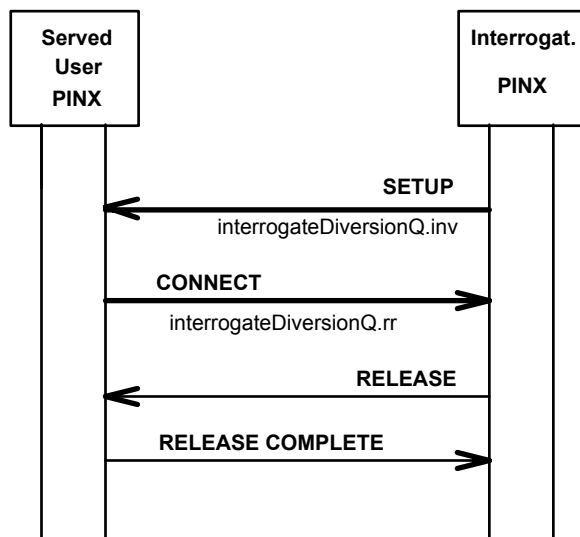 Served
User
PINX
Interrogat.
PINX
SETUP
interrogateDiversionQ.inv
CONNECT
interrogateDiversionQ.rr
RELEASE
RELEASE COMPLETE